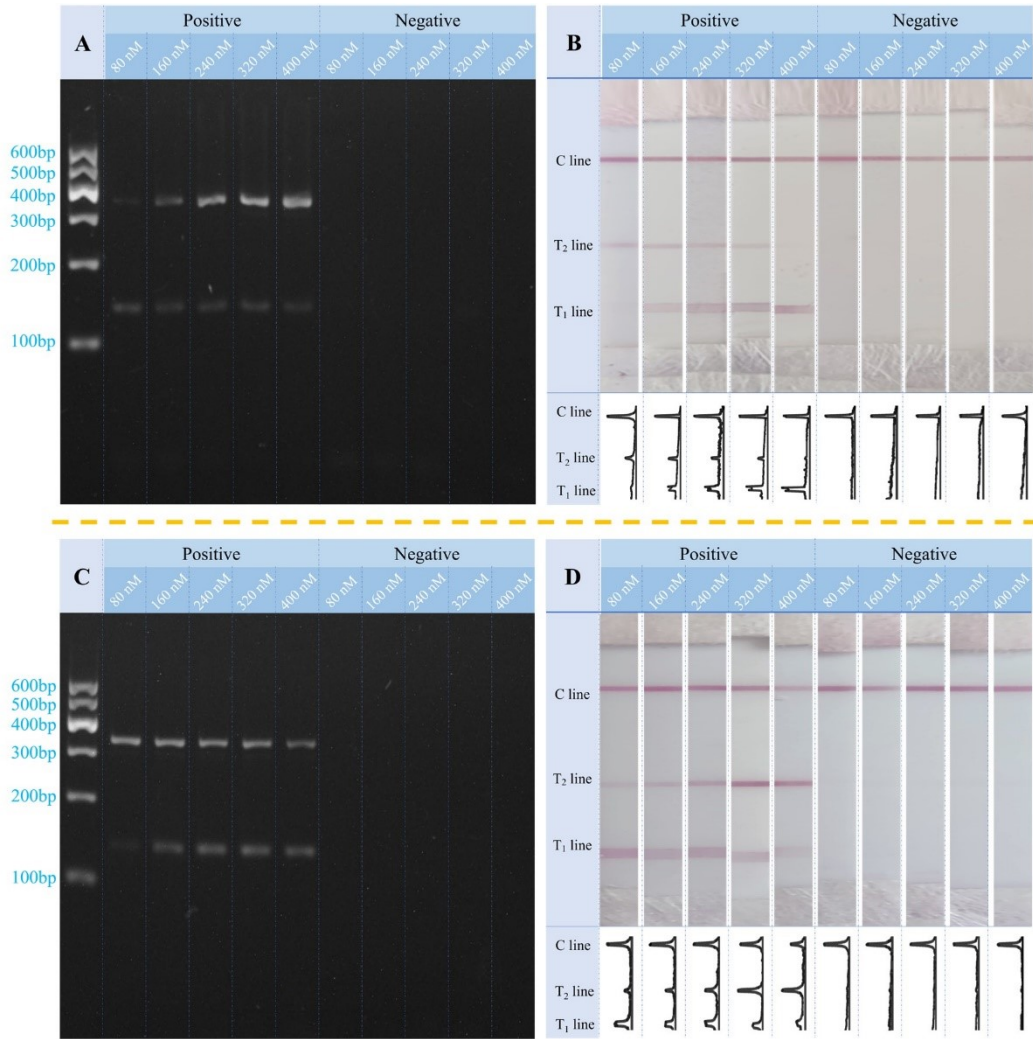 A
Positive
Negative
80 nM
160 nM
240 nM
320 nM
400 nM
80 nM
160 nM
240 nM
320 nM
400 nM
600bp
500bp
400bp
300bp
200bp
100bp
B
Positive
Negative
80 nM
160 nM
240 nM
320 nM
400 nM
80 nM
160 nM
240 nM
320 nM
400 nM
C line
T₂ line
T₁ line
C line
T₂ line
T₁ line
C
Positive
Negative
80 nM
160 nM
240 nM
320 nM
400 nM
80 nM
160 nM
240 nM
320 nM
400 nM
600bp
500bp
400bp
300bp
200bp
100bp
D
Positive
Negative
80 nM
160 nM
240 nM
320 nM
400 nM
80 nM
160 nM
240 nM
320 nM
400 nM
C line
T₂ line
T₁ line
C line
T₂ line
T₁ line